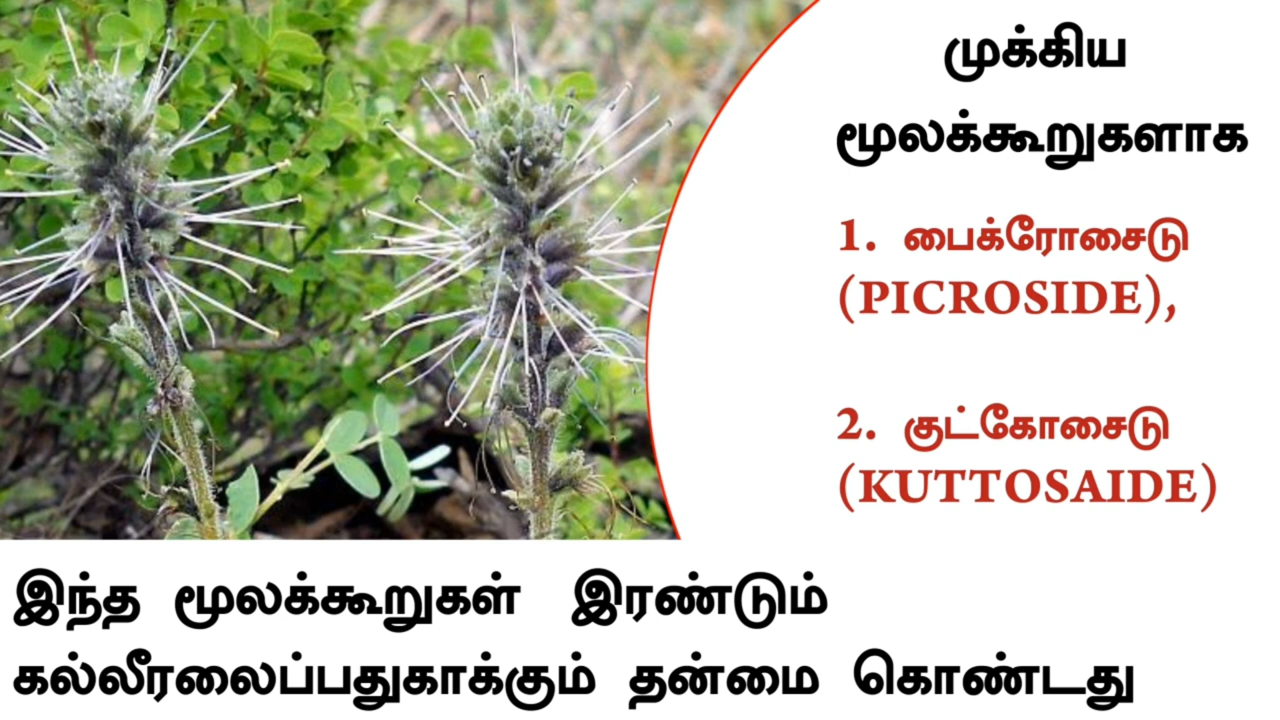 முக்கிய
மூலக்கூறுகளாக
1. பைக்ரோசைடு
(PICROSIDE),
2. குட்கோசைடு
(KUTTOSAIDE)
இந்த மூலக்கூறுகள் இரண்டும்
கல்லீரலைப்பதுகாக்கும் தன்மை கொண்டது